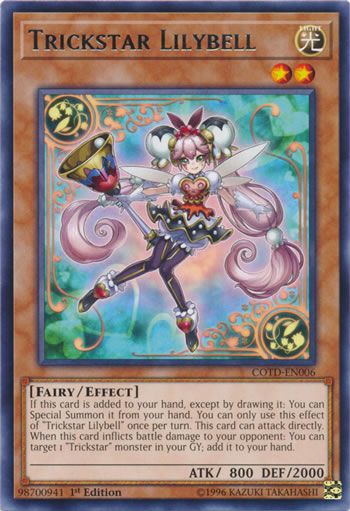 TRICKSTAR LILYBELL
LIGHT
光
COTD-EN006
[FAIRY/EFFECT]
If this card is added to your hand, except by drawing it: You can
Special Summon it from your hand. You can only use this effect
of "Trickstar Lilybell" once per turn. This card can attack directly.
When this card inflicts battle damage to your opponent: You can
target 1 "Trickstar" monster in your GY; add it to your hand.
ATK/ 800 DEF/2000
98700941 1st Edition ©1996 KAZUKI TAKAHASHI